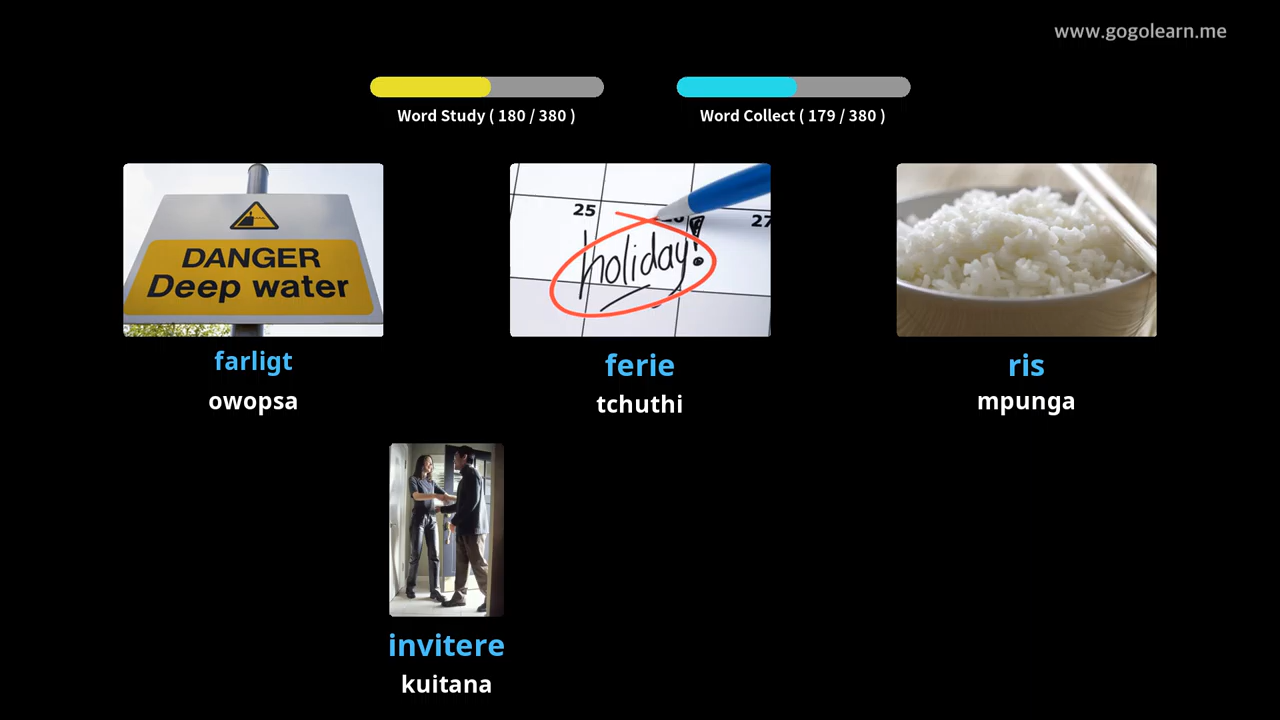 www.gogolearn.me
Word Study ( 180 / 380 )
Word Collect ( 179 / 380 )
DANGER
Deep water
25
27
holiday!
farligt
ferie
ris
owopsa
tchuthi
mpunga
invitere
kuitana